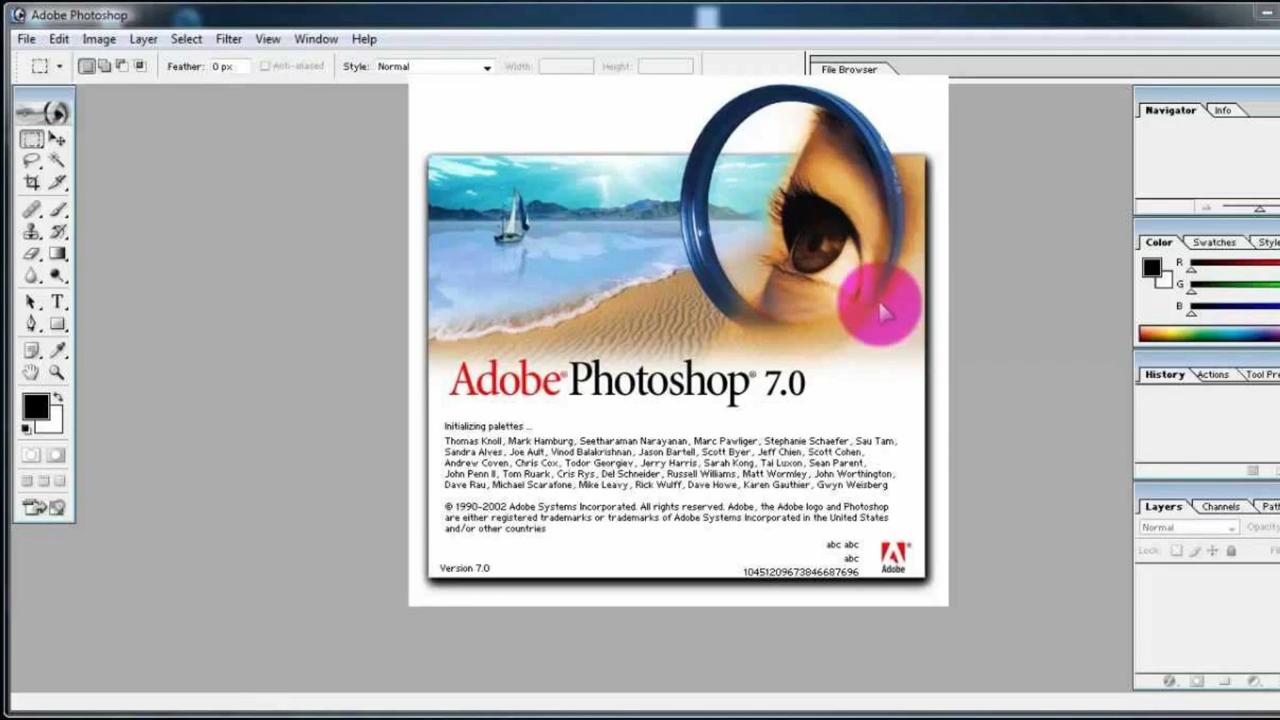 Adobe Photoshop
File Edit Image Layer Select Filter View Window Help
Feather: 0 px Anti-aliased Style: Normal Width: Height: File Browser
Navigator Info
Color Swatches
R
G
B
History Actions Tool
Layers Channels
Normal Opacity
Lock:
Adobe® Photoshop® 7.0
Initializing palettes ...
Thomas Knoll, Mark Hamburg, Seetharaman Narayanan, Marc Pawliger, Stephanie Schaefer, Sau Tam,
Sandra Alves, Joe Ault, Vinod Balakrishnan, Jason Bartell, Scott Byer, Jeff Chien, Scott Cohen,
Andrew Coven, Chris Cox, Todor Georgiev, Jerry Harris, Sarah Kong, Tai Luxon, Sean Parent,
John Penn II, Tom Ruark, Cris Rys, Del Schneider, Russell Williams, Matt Wormley, John Worthington,
Dave Rau, Michael Scarafone, Mike Leavy, Rick Wulff, Dave Howe, Karen Gauthier, Gwyn Weisberg
© 1990-2002 Adobe Systems Incorporated. All rights reserved. Adobe, the Adobe logo and Photoshop
are either registered trademarks or trademarks of Adobe Systems Incorporated in the United States
and/or other countries
abc abc
abc
10451209673846687696
Version 7.0
Adobe